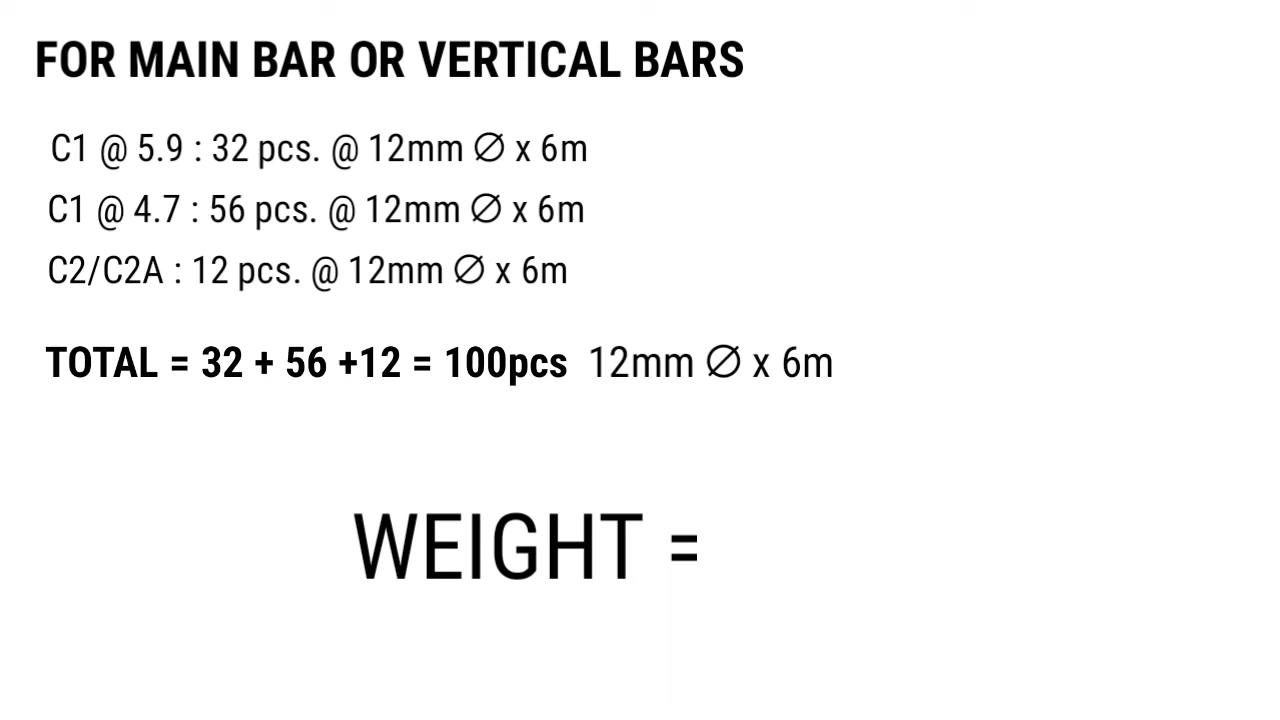 FOR MAIN BAR OR VERTICAL BARS
C1 @ 5.9 : 32 pcs. @ 12mm ∅ x 6m
C1 @ 4.7 : 56 pcs. @ 12mm ∅ x 6m
C2/C2A : 12 pcs. @ 12mm ∅ x 6m
TOTAL = 32 + 56 +12 = 100pcs 12mm ∅ x 6m
WEIGHT =